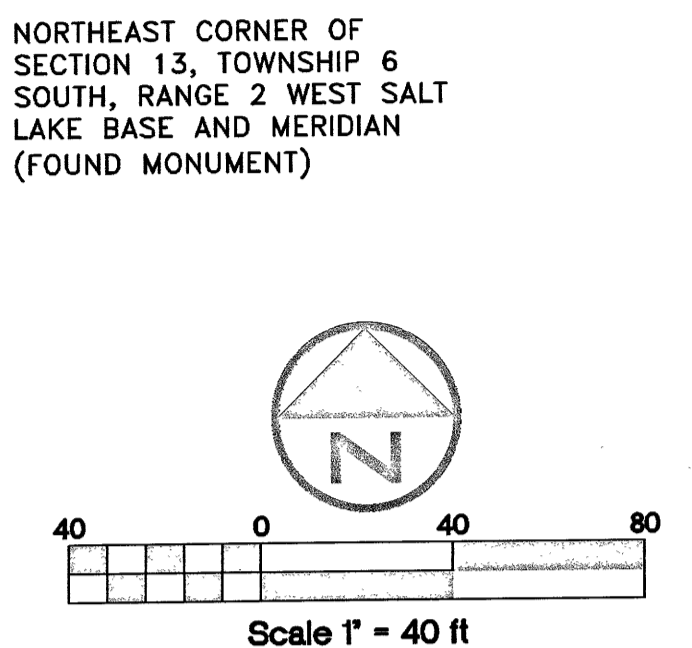 NORTHEAST CORNER OF
SECTION 13, TOWNSHIP 6
SOUTH, RANGE 2 WEST SALT
LAKE BASE AND MERIDIAN
(FOUND MONUMENT)
N
40 0 40 80
Scale 1" = 40 ft